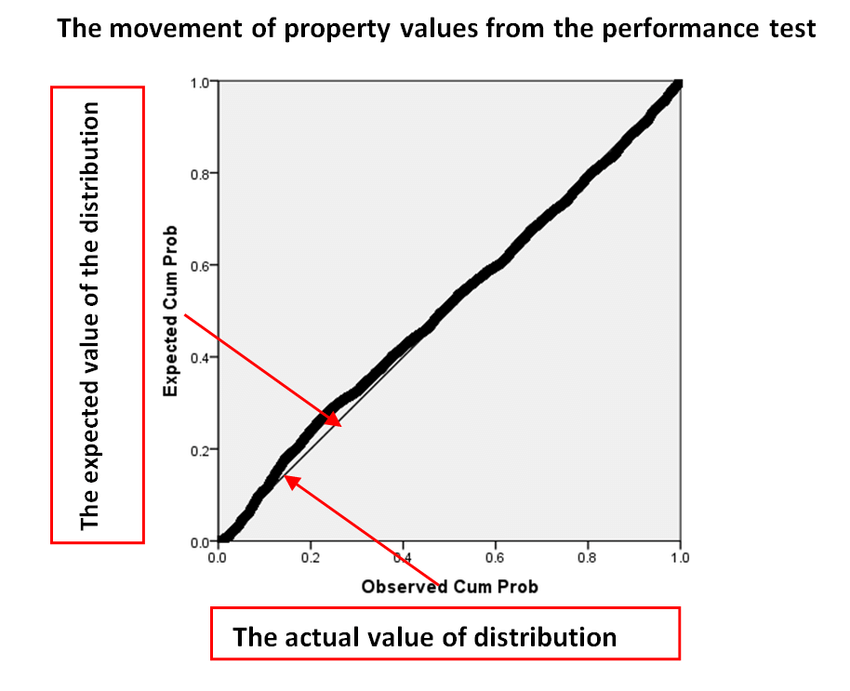 The movement of property values from the performance test
The expected value of the distribution
Expected Cum Prob
1.0
0.8
0.6
0.4
0.2
0.0
0.0
0.2
0.4
0.6
0.8
1.0
Observed Cum Prob
The actual value of distribution